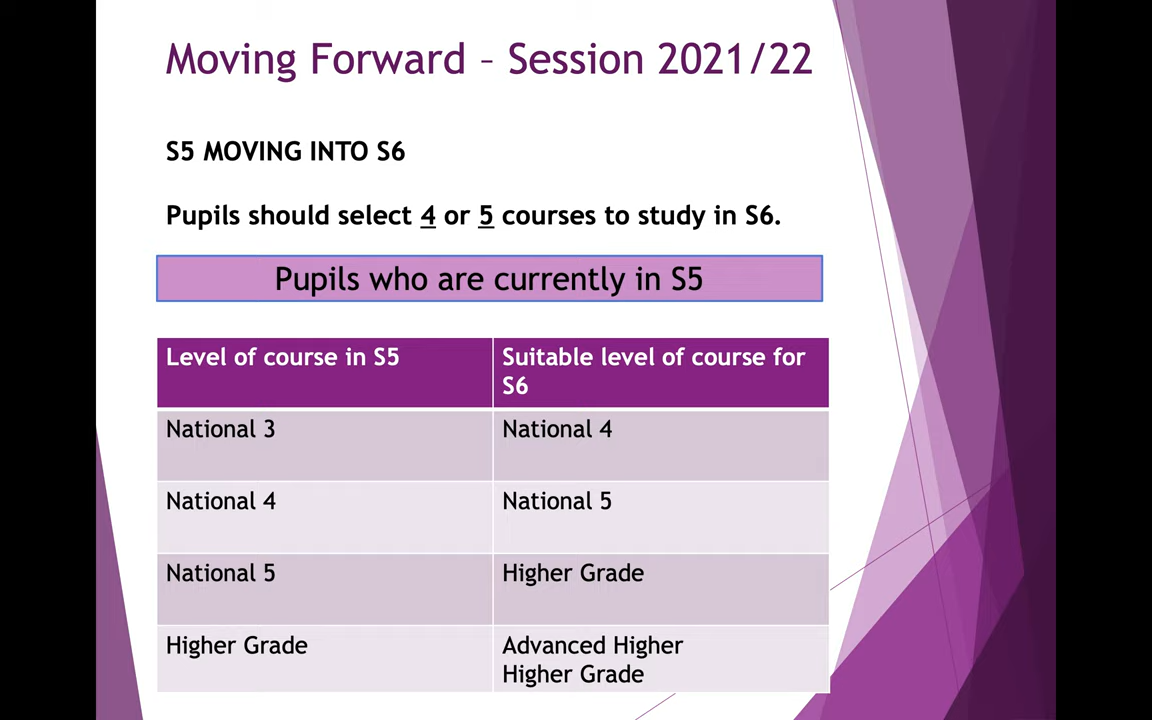 Moving Forward – Session 2021/22
S5 MOVING INTO S6
Pupils should select 4 or 5 courses to study in S6.
Pupils who are currently in S5
Level of course in S5
Suitable level of course for
S6
National 3
National 4
National 4
National 5
National 5
Higher Grade
Higher Grade
Advanced Higher
Higher Grade